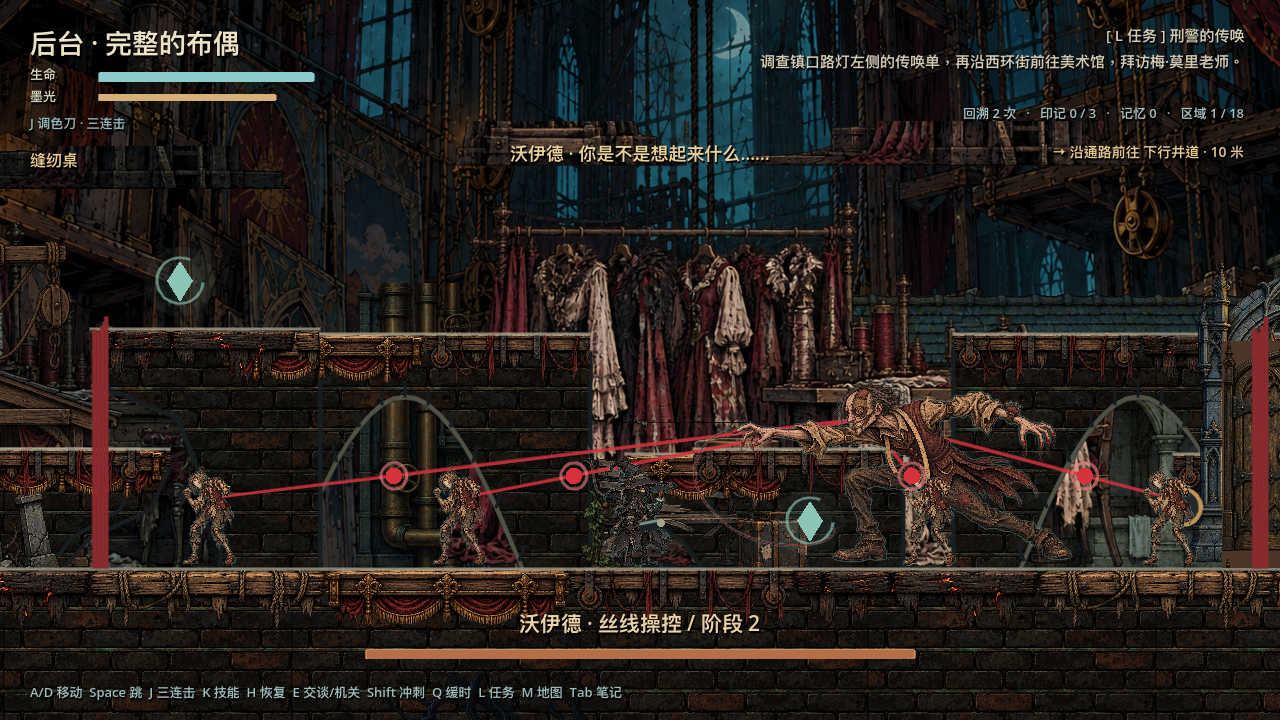 后台 · 完整的布偶
生命
墨光
J 调色刀 · 三连击
缝纫桌
[ L 任务 ] 刑警的传唤
调查镇口路灯左侧的传唤单，再沿西环街前往美术馆，拜访梅·莫里老师。
回溯 2 次 · 印记 0 / 3 · 记忆 0 · 区域 1 / 18
→ 沿通路前往 下行井道 · 10 米
沃伊德 · 你是不是想起来什么……
沃伊德 · 丝线操控 / 阶段 2
A/D 移动 Space 跳 J 三连击 K 技能 H 恢复 E 交谈/机关 Shift 冲刺 Q 缓时 L 任务 M 地图 Tab 笔记